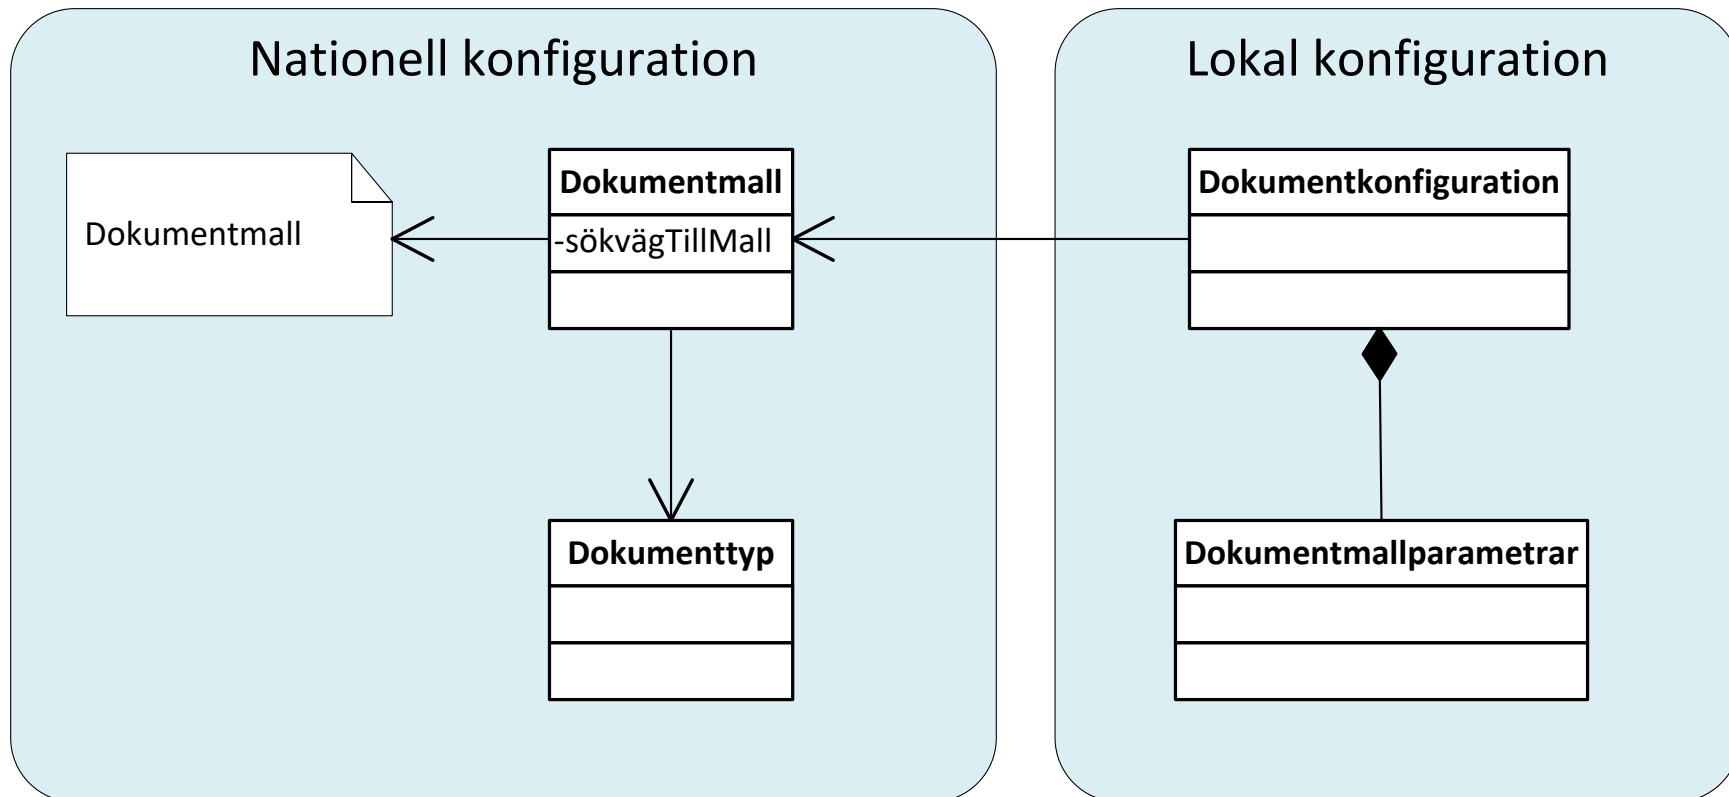 Nationell konfiguration
Lokal konfiguration
Dokumentmall
Dokumentmall
-sökvägTillMall
Dokumentkonfiguration
Dokumenttyp
Dokumentmallparametrar